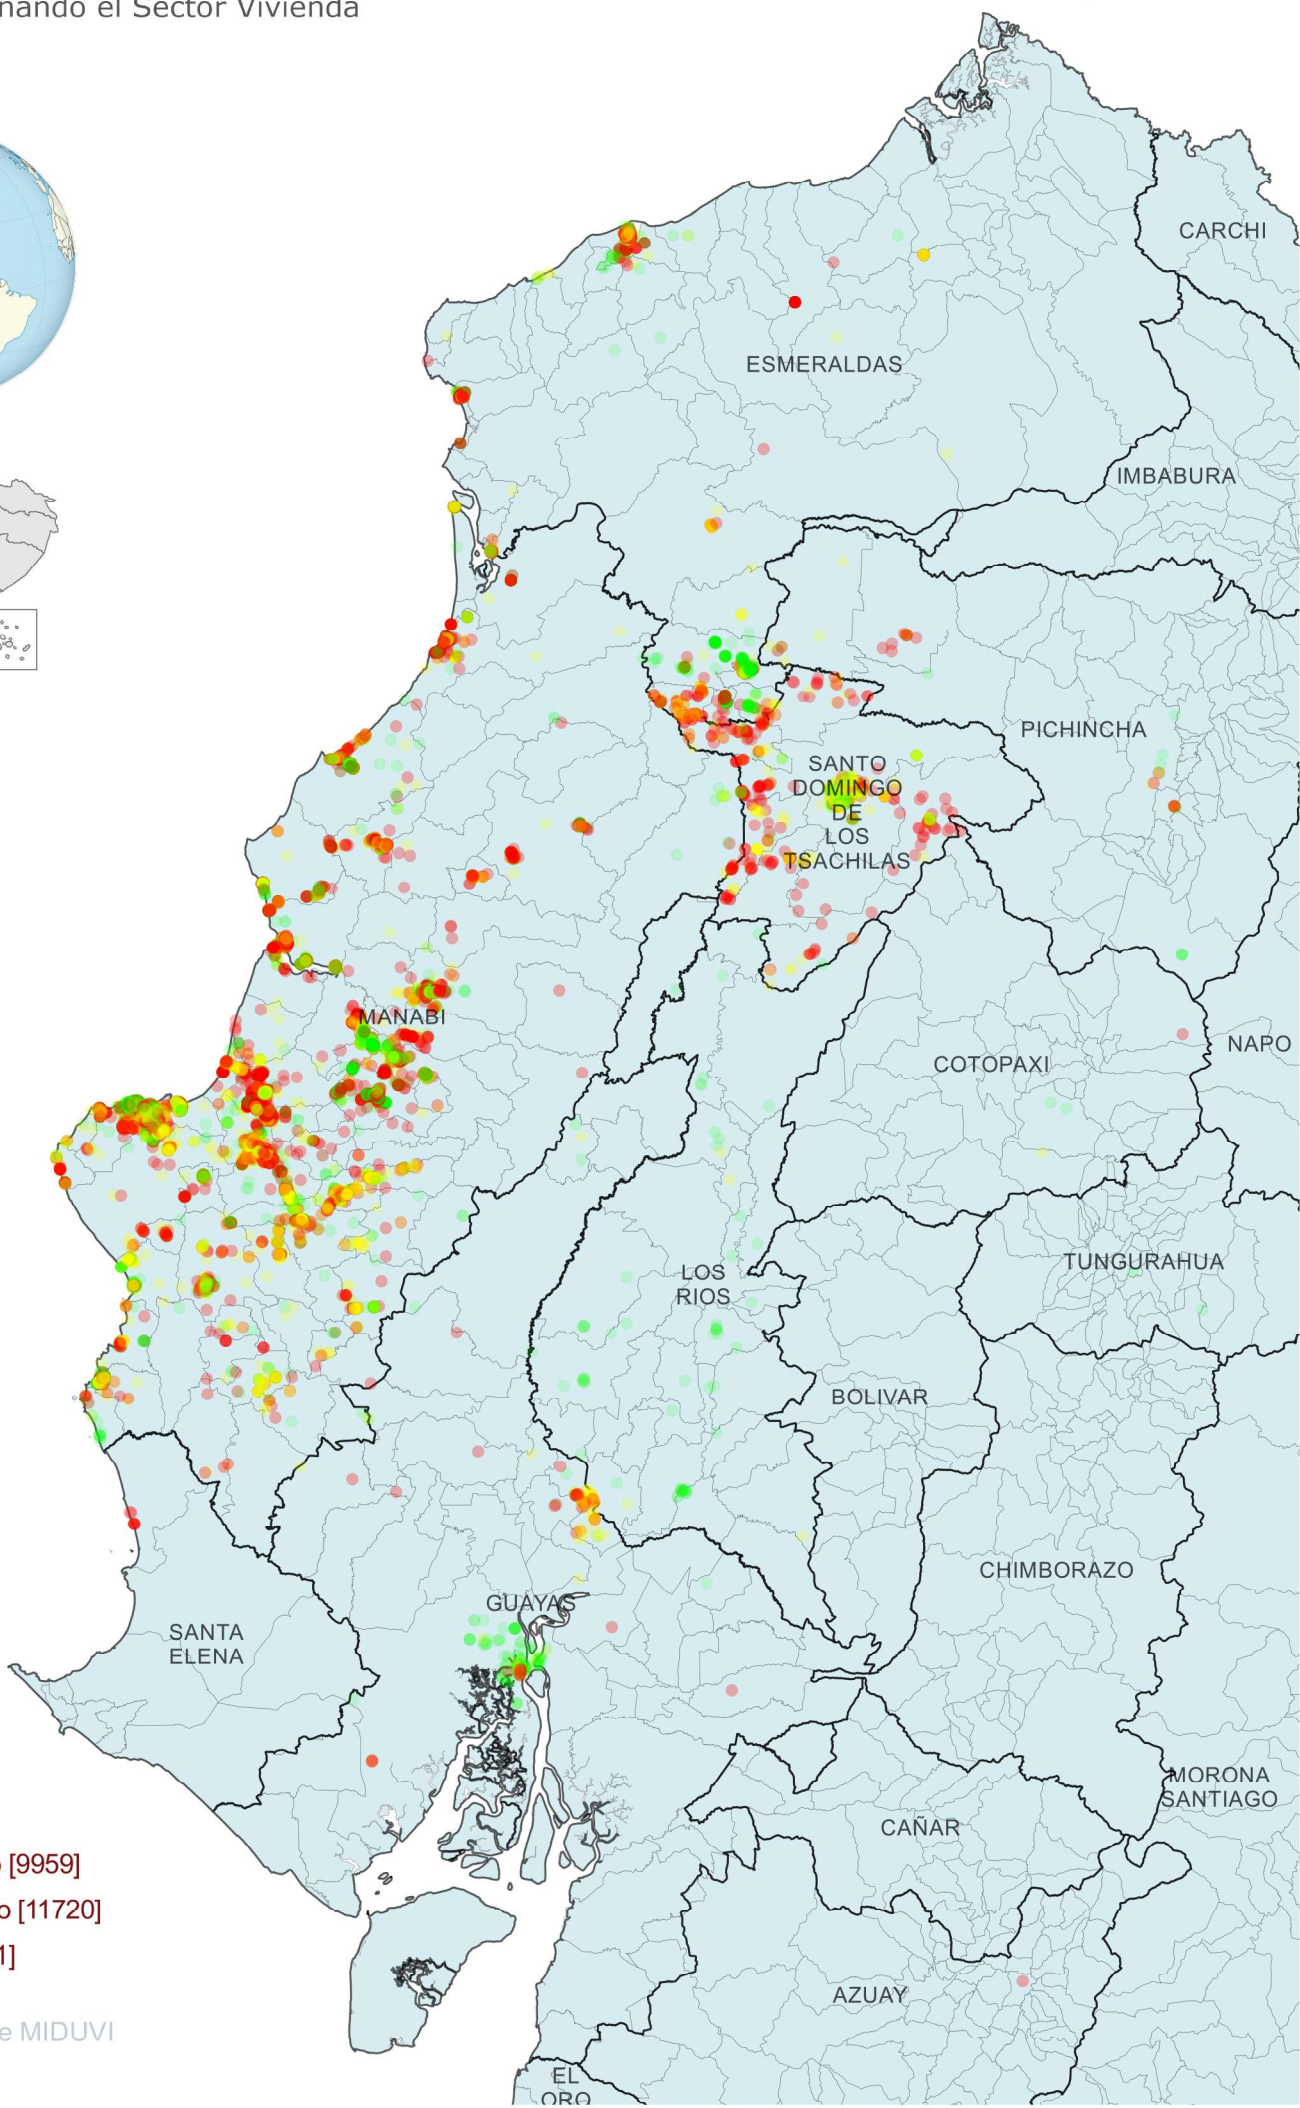 nando el Sector Vivienda
CARCHI
ESMERALDAS
IMBABURA
PICHINCHA
SANTO
DOMINGO
DE
LOS
TSACHILAS
MANABI
COTOPAXI
NAPO
TUNGURAHUA
LOS
RIOS
BOLIVAR
CHIMBORAZO
GUAYAS
SANTA
ELENA
MORONA
SANTIAGO
CAÑAR
o [9959]
o [11720]
1]
AZUAY
e MIDUVI
EL
ORO